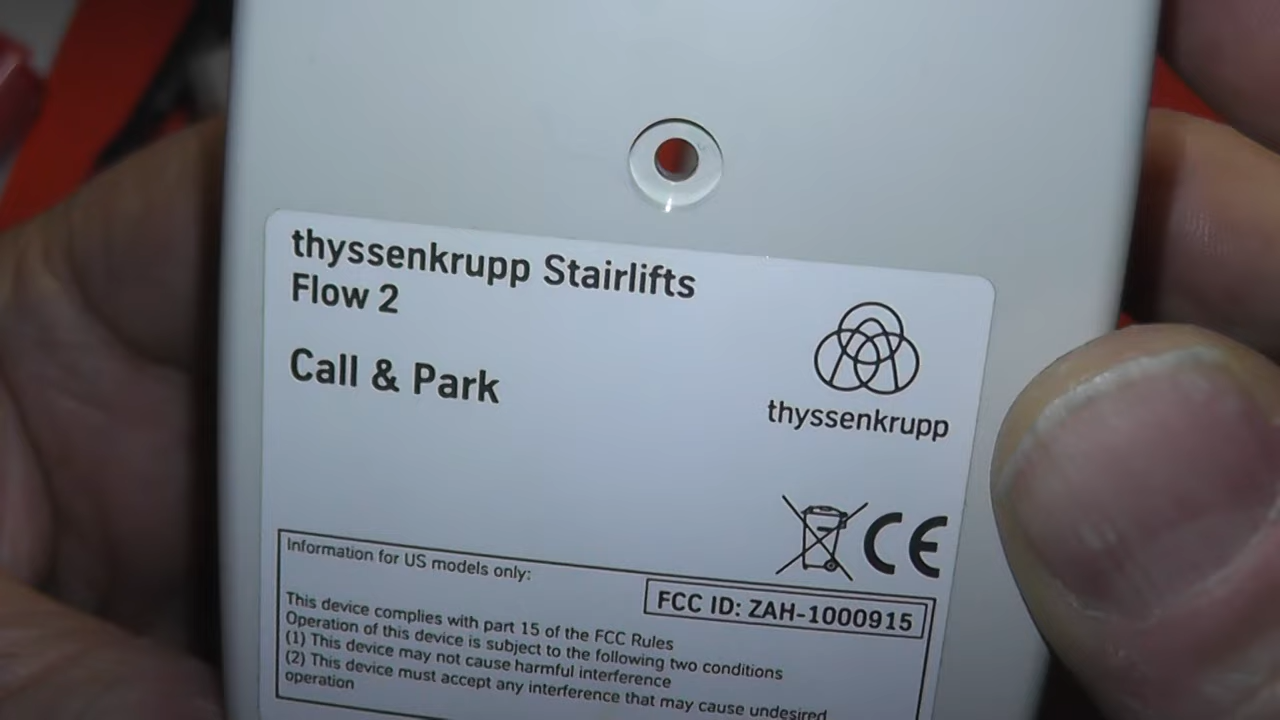 thyssenkrupp Stairlifts
Flow 2
Call & Park
thyssenkrupp
CE
Information for US models only:
FCC ID: ZAH-1000915
This device complies with part 15 of the FCC Rules
Operation of this device is subject to the following two conditions
(1) This device may not cause harmful interference
(2) This device must accept any interference that may cause undesired
operation